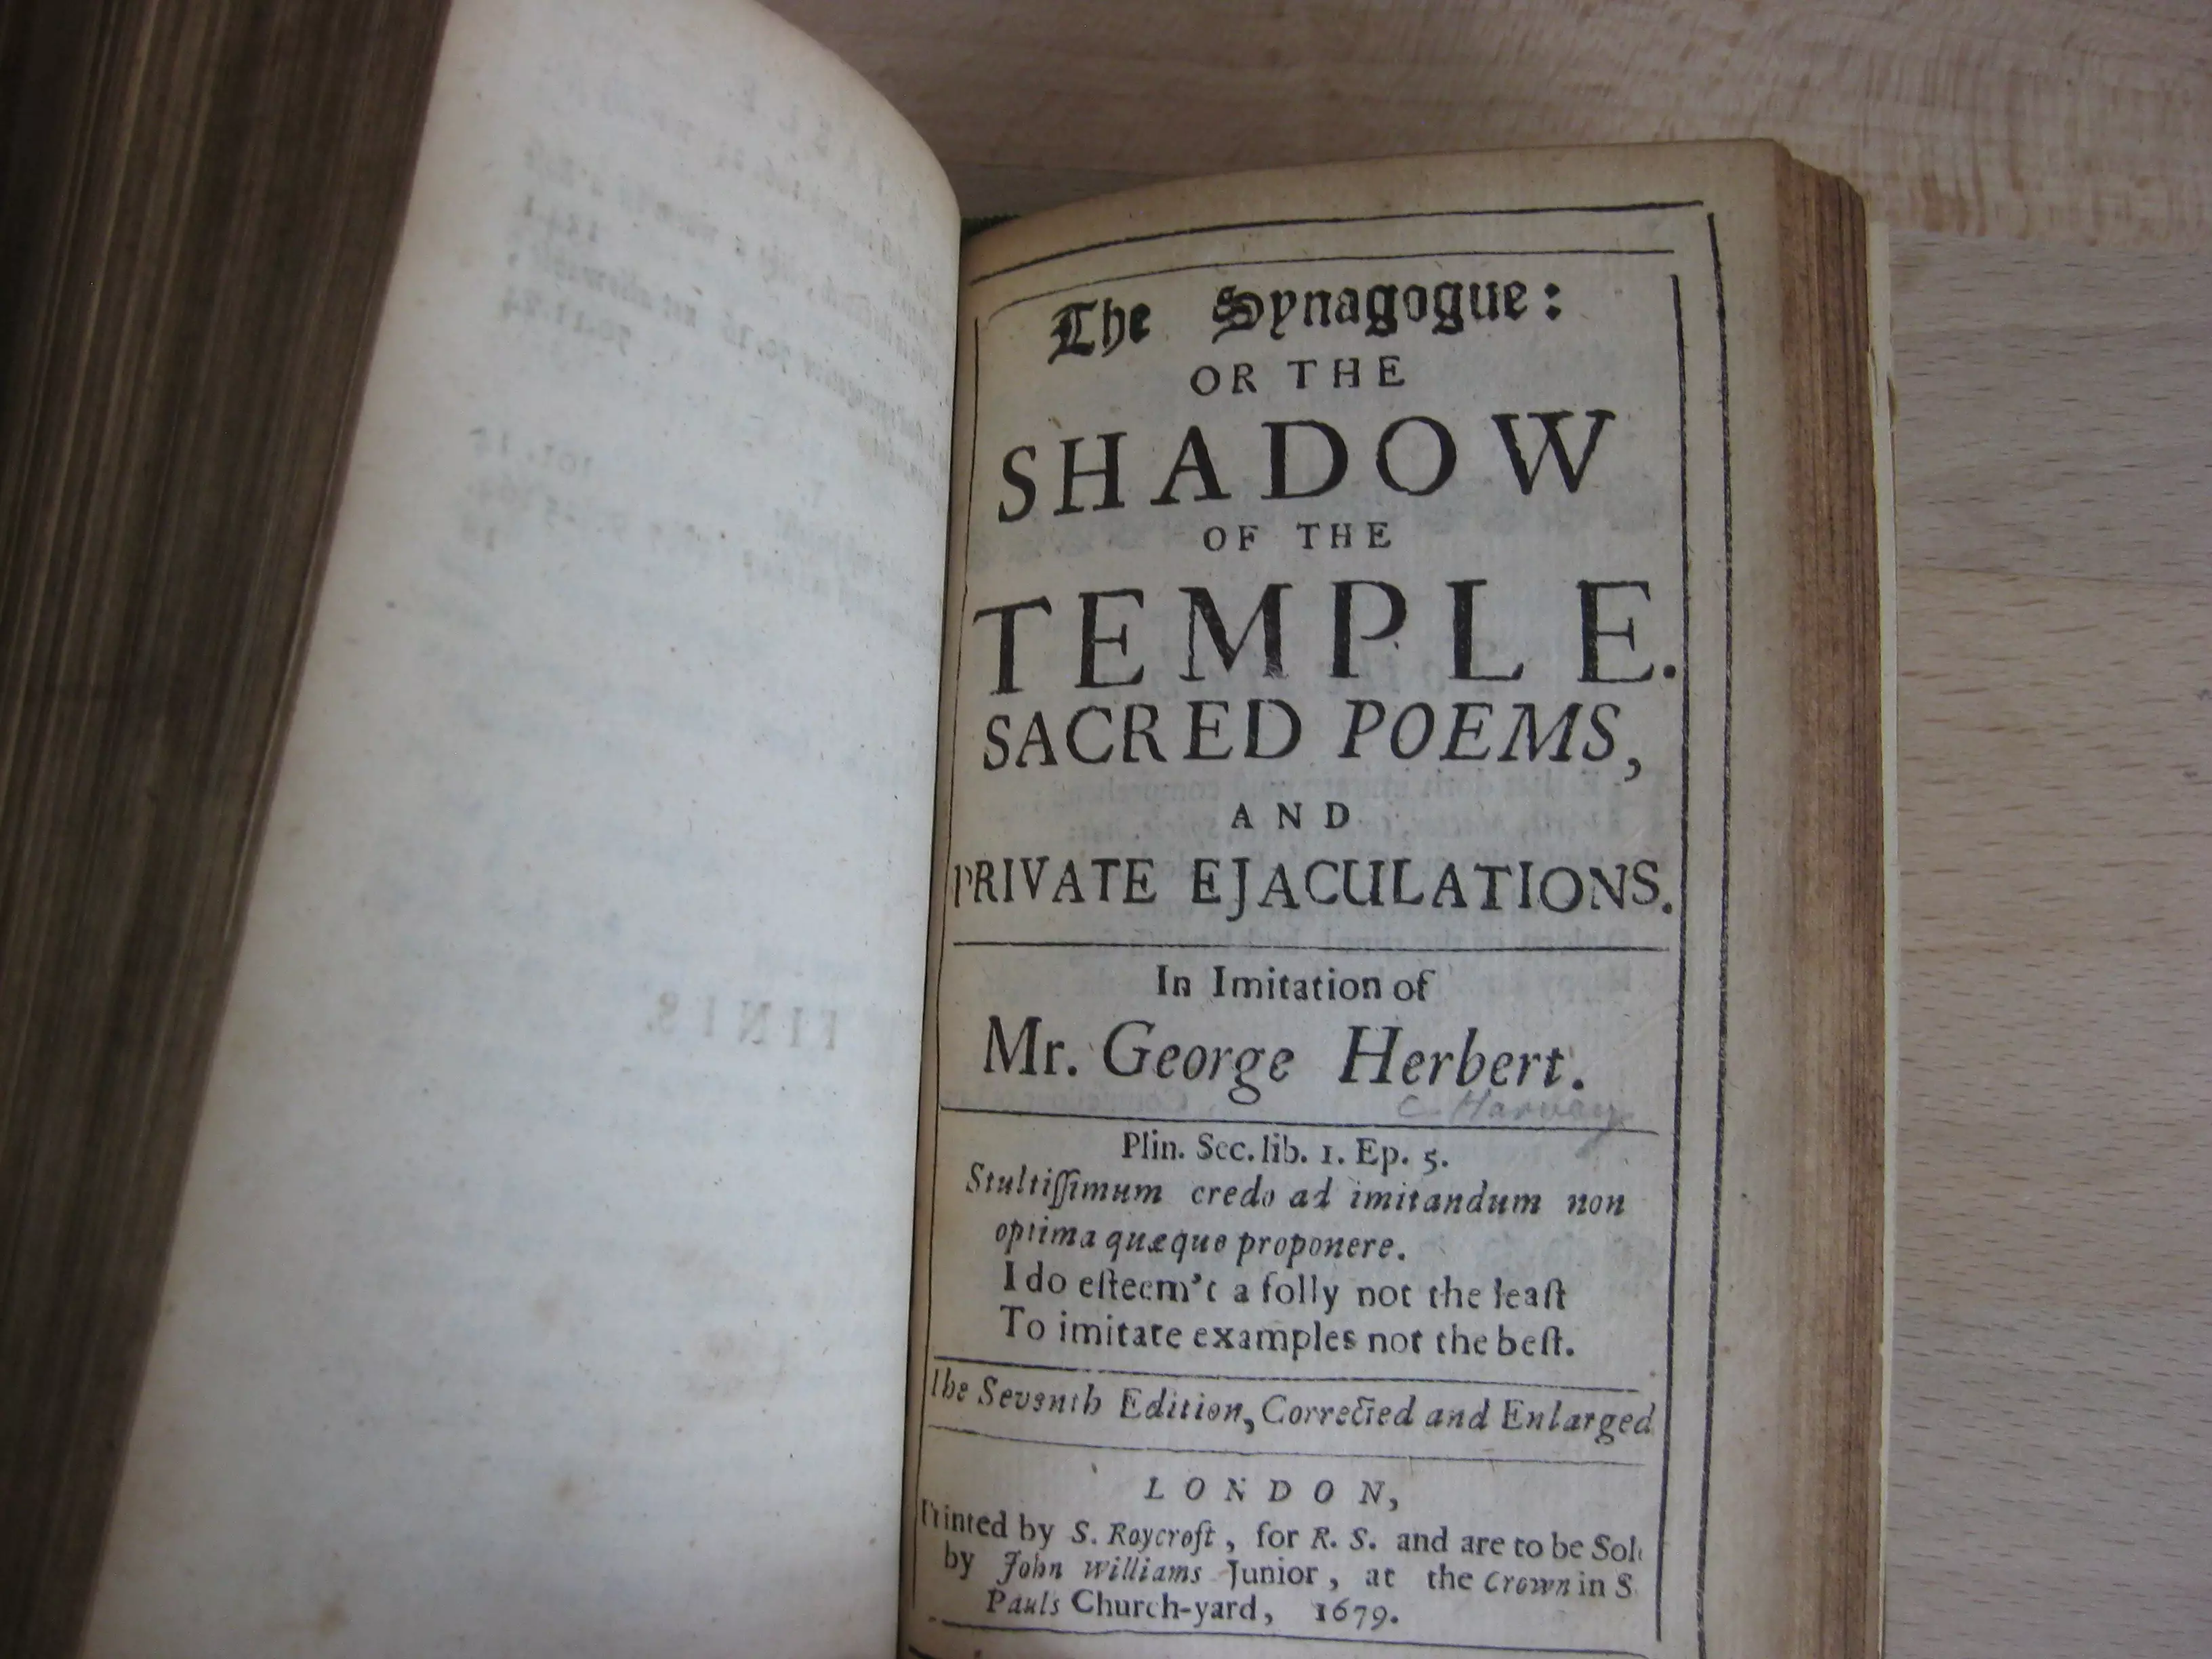 The Synagogue:
OR THE
SHADOW
OF THE
TEMPLE.
SACRED POEMS,
AND
PRIVATE EJACULATIONS.
In Imitation of
Mr. George Herbert.
C. Harvay
Plin. Sec. lib. 1. Ep. 5.
Stultiſſimum credo ad imitandum non
optima quæque proponere.
I do eſteem't a folly not the leaſt
To imitate examples not the beſt.
The Seventh Edition, Corrected and Enlarged
LONDON,
Printed by S. Roycroft, for R. S. and are to be Sol
by John Williams Junior, at the Crown in S
Pauls Church-yard, 1679.
FINIS.